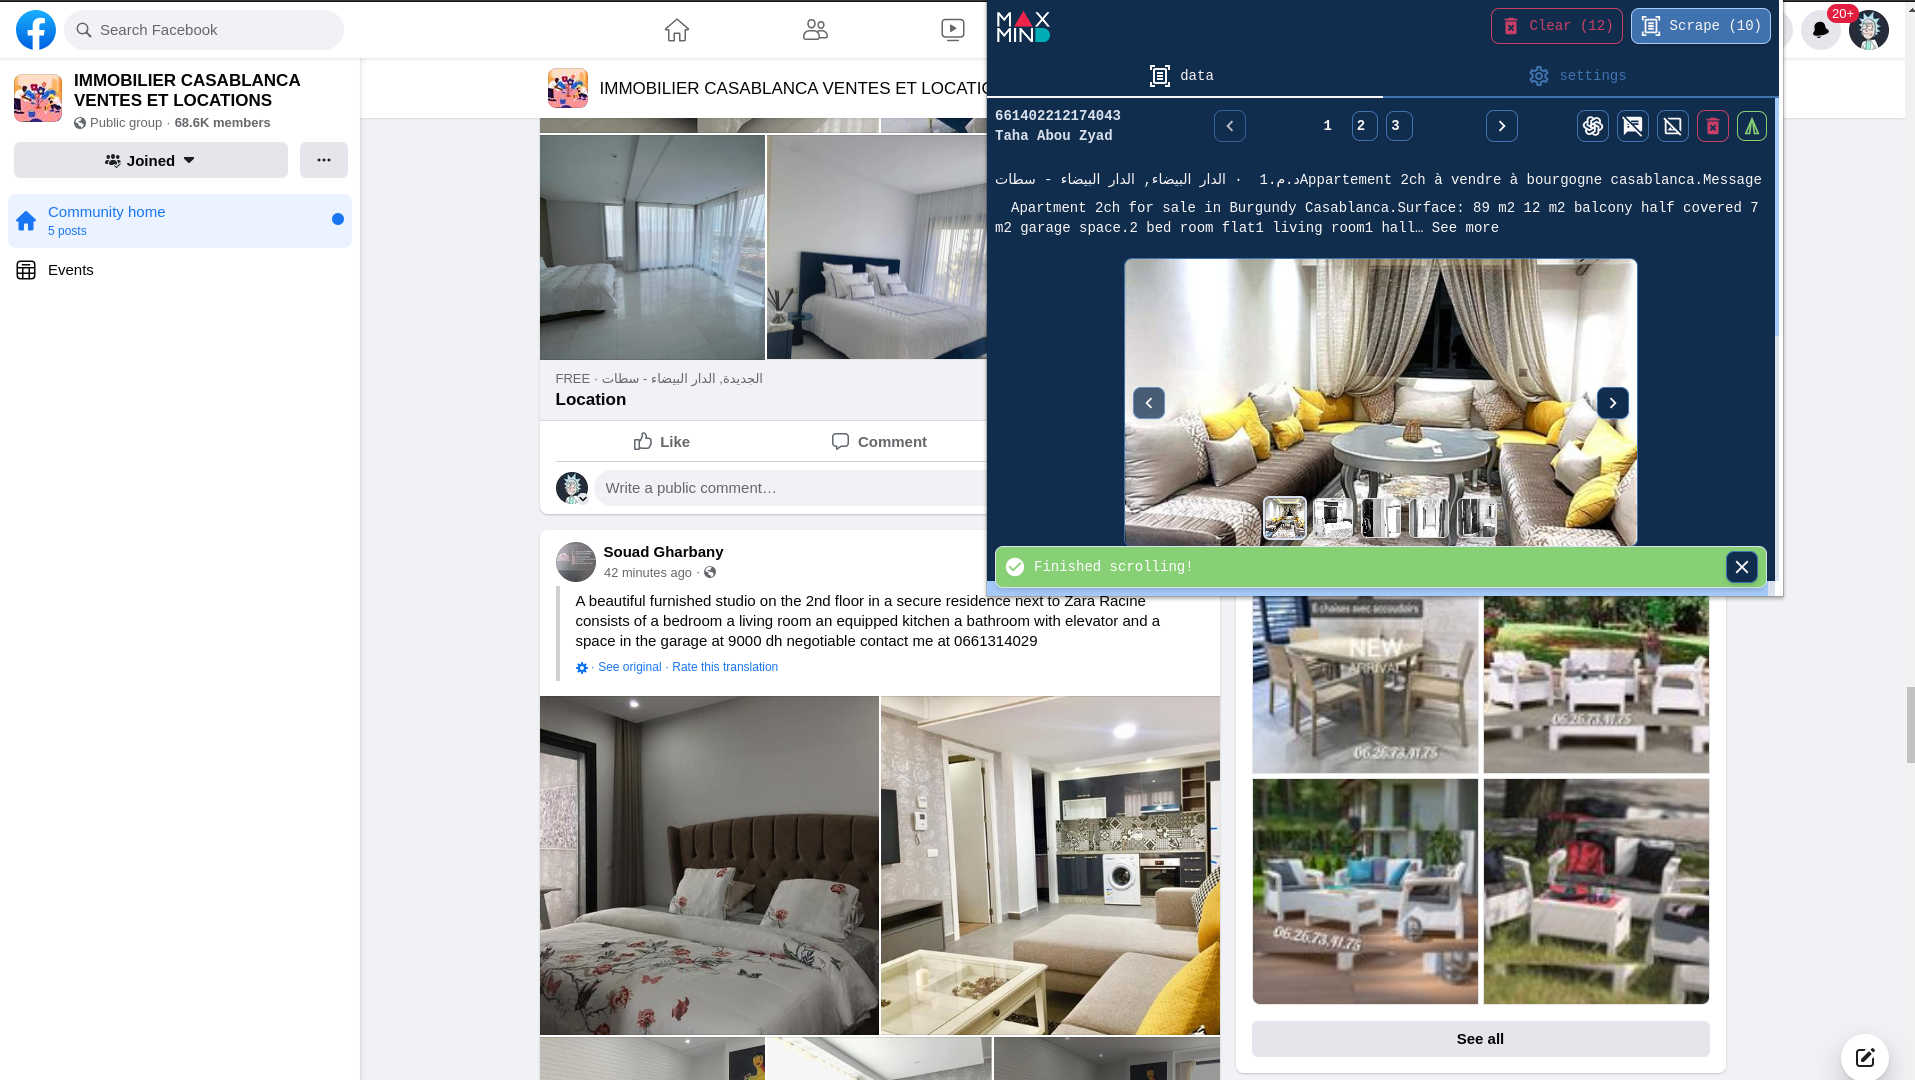 Search Facebook
IMMOBILIER CASABLANCA
VENTES ET LOCATIONS
Public group · 68.6K members
Joined
Community home
5 posts
Events
IMMOBILIER CASABLANCA VENTES ET LOCATIO
FREE · الجديدة, الدار البيضاء - سطات
Location
Like
Comment
Write a public comment…
Souad Gharbany
42 minutes ago ·
A beautiful furnished studio on the 2nd floor in a secure residence next to Zara Racine
consists of a bedroom a living room an equipped kitchen a bathroom with elevator and a
space in the garage at 9000 dh negotiable contact me at 0661314029
· See original · Rate this translation
MAX
MIND
Clear (12)
Scrape (10)
data
settings
661402212174043
Taha Abou Zyad
1
2
3
د.م.1 · الدار البيضاء, الدار البيضاء - سطاتAppartement 2ch à vendre à bourgogne casablanca.Message
Apartment 2ch for sale in Burgundy Casablanca.Surface: 89 m2 12 m2 balcony half covered 7
m2 garage space.2 bed room flat1 living room1 hall… See more
Finished scrolling!
20+
6 chaises avec accoudoirs
NEW
ARRIVAL
06.26.73.41.75
06.26.73.41.75
06.26.73.41.75
See all